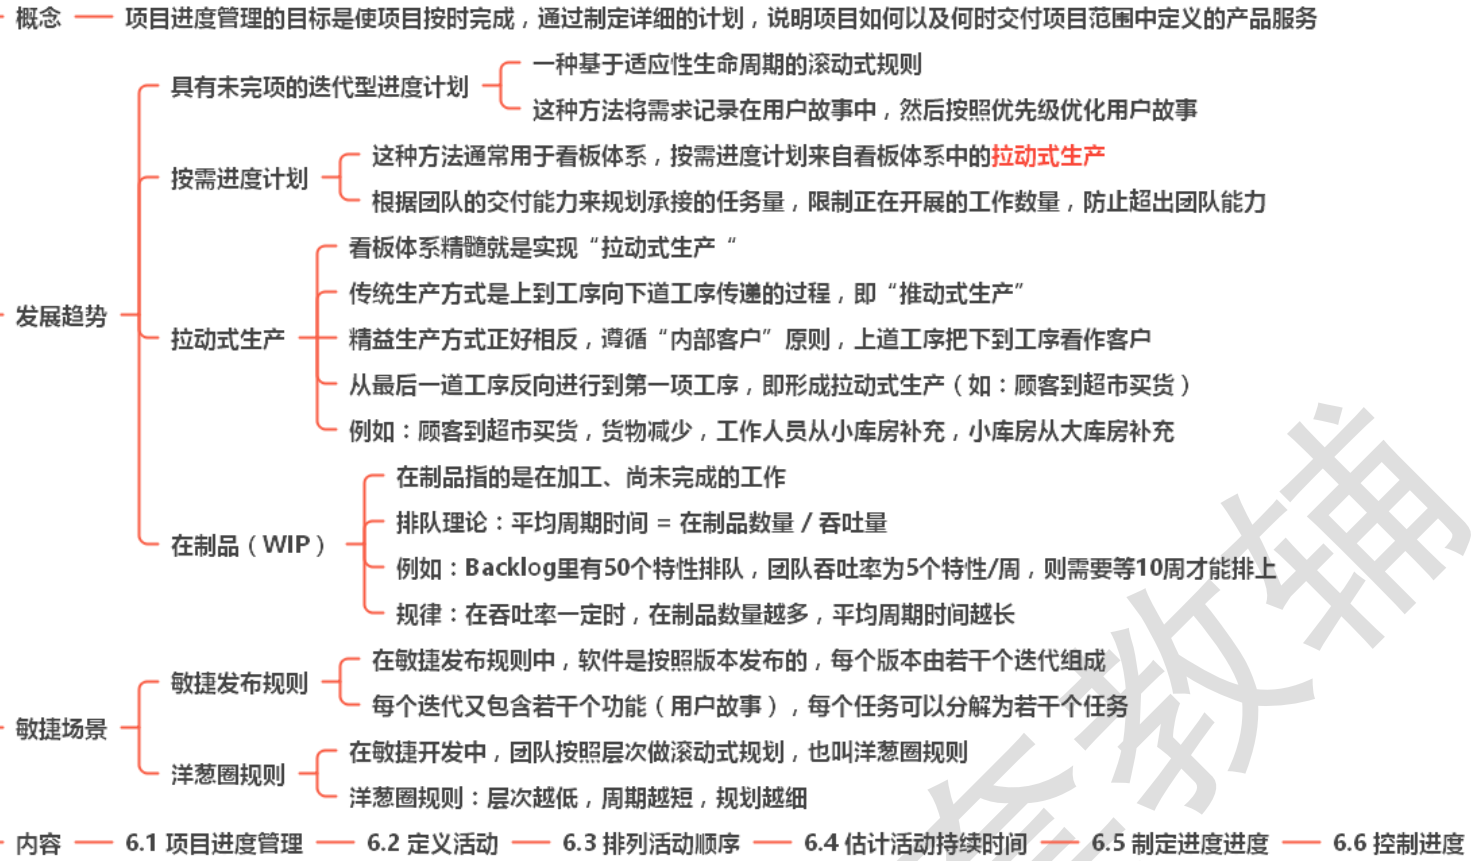 概念
项目进度管理的目标是使项目按时完成，通过制定详细的计划，说明项目如何以及何时交付项目范围中定义的产品服务
发展趋势
具有未完项的迭代型进度计划
一种基于适应性生命周期的滚动式规则
这种方法将需求记录在用户故事中，然后按照优先级优化用户故事
按需进度计划
这种方法通常用于看板体系，按需进度计划来自看板体系中的拉动式生产
根据团队的交付能力来规划承接的任务量，限制正在开展的工作数量，防止超出团队能力
拉动式生产
看板体系精髓就是实现“拉动式生产“
传统生产方式是上到工序向下道工序传递的过程，即“推动式生产”
精益生产方式正好相反，遵循“内部客户”原则，上道工序把下到工序看作客户
从最后一道工序反向进行到第一项工序，即形成拉动式生产（如：顾客到超市买货）
例如：顾客到超市买货，货物减少，工作人员从小库房补充，小库房从大库房补充
在制品（WIP）
在制品指的是在加工、尚未完成的工作
排队理论：平均周期时间 = 在制品数量 / 吞吐量
例如：Backlog里有50个特性排队，团队吞吐率为5个特性/周，则需要等10周才能排上
规律：在吞吐率一定时，在制品数量越多，平均周期时间越长
敏捷场景
敏捷发布规则
在敏捷发布规则中，软件是按照版本发布的，每个版本由若干个迭代组成
每个迭代又包含若干个功能（用户故事），每个任务可以分解为若干个任务
洋葱圈规则
在敏捷开发中，团队按照层次做滚动式规划，也叫洋葱圈规则
洋葱圈规则：层次越低，周期越短，规划越细
内容
6.1 项目进度管理
6.2 定义活动
6.3 排列活动顺序
6.4 估计活动持续时间
6.5 制定进度进度
6.6 控制进度
教辅